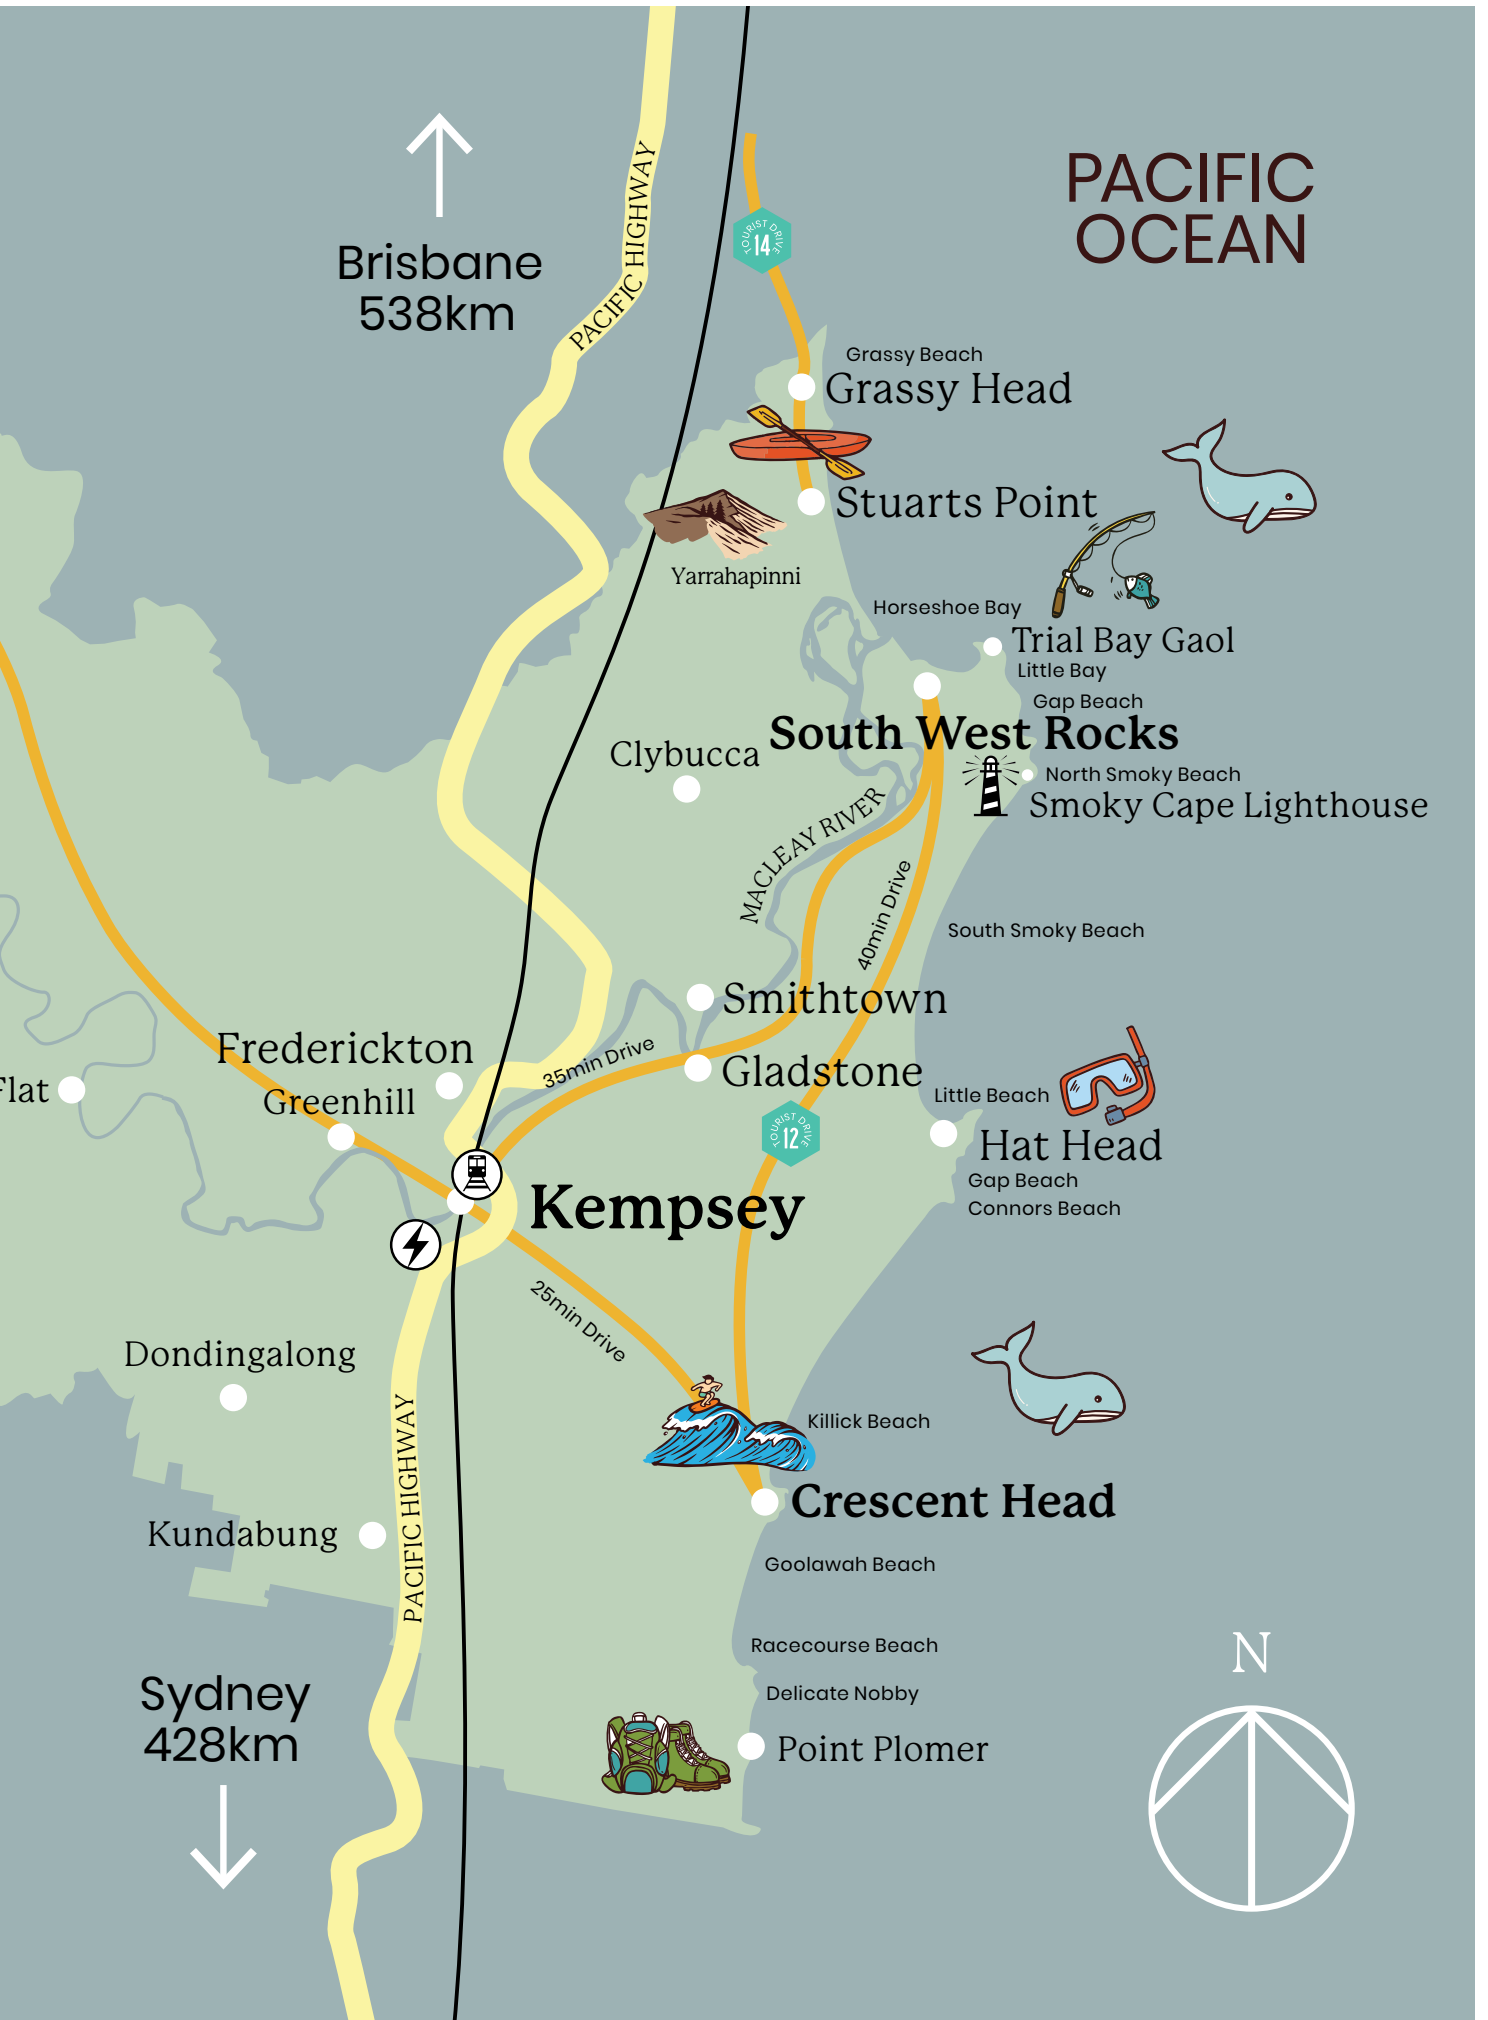 PACIFIC HIGHWAY
PACIFIC
OCEAN
TOURIST DRIVE
14
Brisbane
538km
Grassy Beach
Grassy Head
Stuarts Point
Yarrahapinni
Horseshoe Bay
Trial Bay Gaol
Little Bay
Gap Beach
South West Rocks
Clybucca
North Smoky Beach
Smoky Cape Lighthouse
MACLEAY RIVER
40min Drive
South Smoky Beach
Smithtown
Frederickton
35min Drive
Gladstone
Flat
Greenhill
Little Beach
TOURIST DRIVE
12
Hat Head
Gap Beach
Connors Beach
Kempsey
25min Drive
Dondingalong
Killick Beach
PACIFIC HIGHWAY
Crescent Head
Kundabung
Goolawah Beach
Racecourse Beach
N
Sydney
428km
Delicate Nobby
Point Plomer